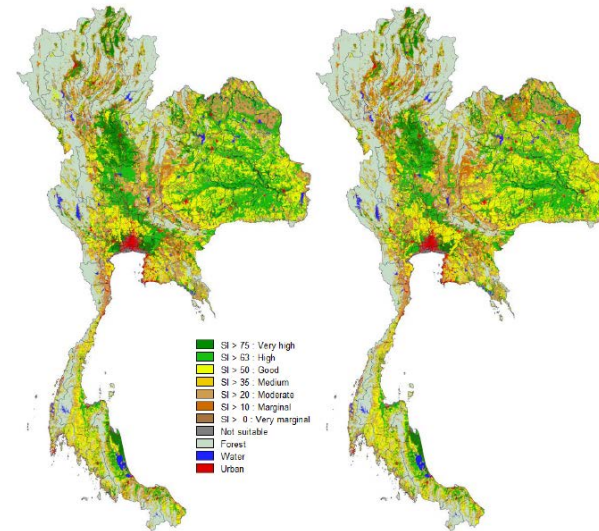 SI > 75 : Very high
SI > 63 : High
SI > 50 : Good
SI > 35 : Medium
SI > 20 : Moderate
SI > 10 : Marginal
SI > 0 : Very marginal
Not suitable
Forest
Water
Urban